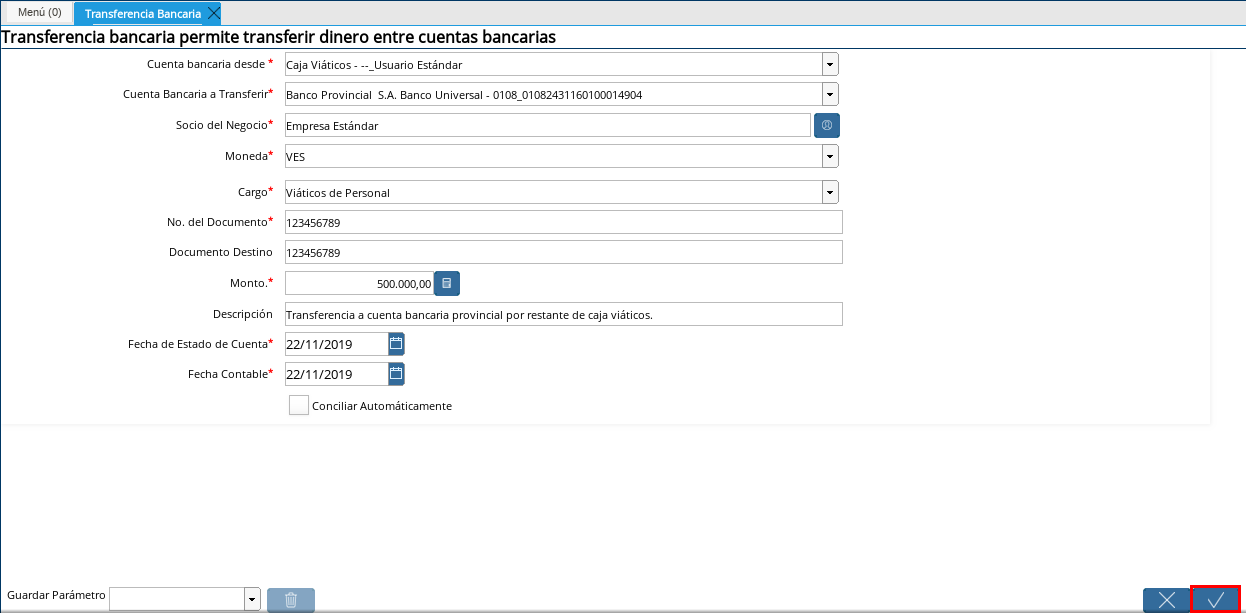 Menú (0)
Transferencia Bancaria
Transferencia bancaria permite transferir dinero entre cuentas bancarias
Cuenta bancaria desde * Caja Viáticos - --_Usuario Estándar
Cuenta Bancaria a Transferir* Banco Provincial  S.A. Banco Universal - 0108_01082431160100014904
Socio del Negocio* Empresa Estándar
Moneda* VES
Cargo* Viáticos de Personal
No. del Documento* 123456789
Documento Destino 123456789
Monto.* 500.000,00
Descripción Transferencia a cuenta bancaria provincial por restante de caja viáticos.
Fecha de Estado de Cuenta* 22/11/2019
Fecha Contable* 22/11/2019
Conciliar Automáticamente
Guardar Parámetro